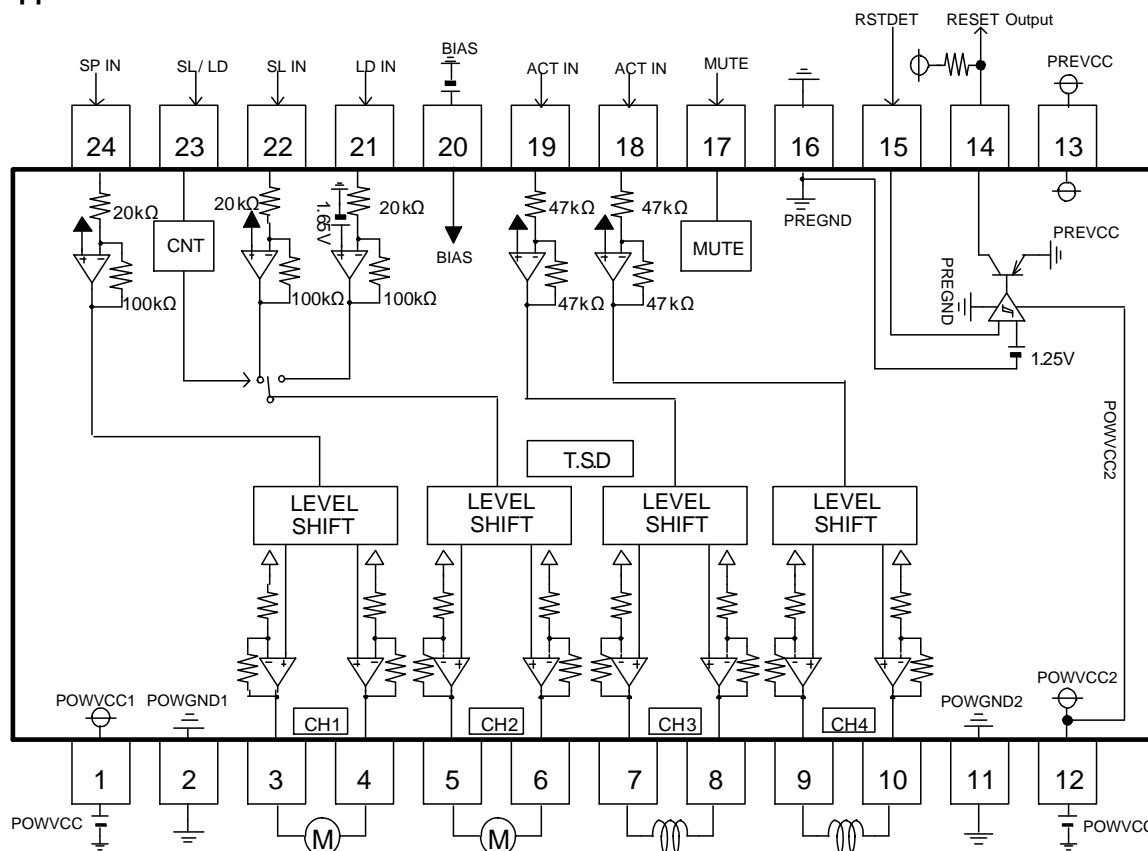 RSTDET RESET Output
BIAS
SP IN SL/ LD SL IN LD IN ACT IN ACT IN MUTE PREVCC
24 23 22 21 20 19 18 17 16 15 14 13
20kΩ 20kΩ 1.65V 20kΩ 47kΩ 47kΩ
PREGND
CNT BIAS MUTE PREVCC
100kΩ 100kΩ 100kΩ 47kΩ 47kΩ PREGND
1.25V
POWVCC2
T.S.D
LEVEL SHIFT
LEVEL SHIFT
LEVEL SHIFT
LEVEL SHIFT
+ -
POWVCC1 POWGND1 POWGND2 POWVCC2
CH1 CH2 CH3 CH4
1 2 3 4 5 6 7 8 9 10 11 12
POWVCC M M POWVCC